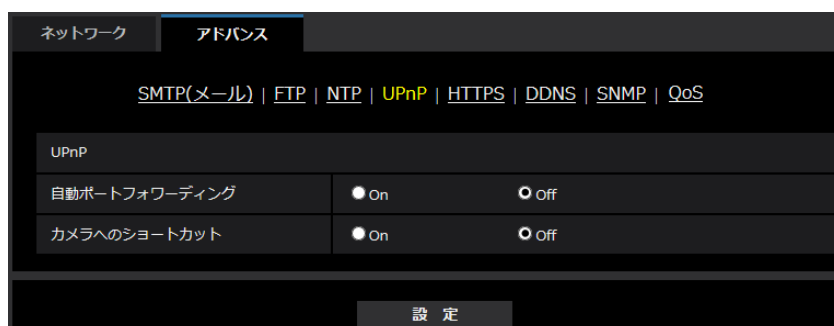 ネットワーク アドバンス
SMTP(メール) | FTP | NTP | UPnP | HTTPS | DDNS | SNMP | QoS
UPnP
自動ポートフォワーディング On Off
カメラへのショートカット On Off
設 定